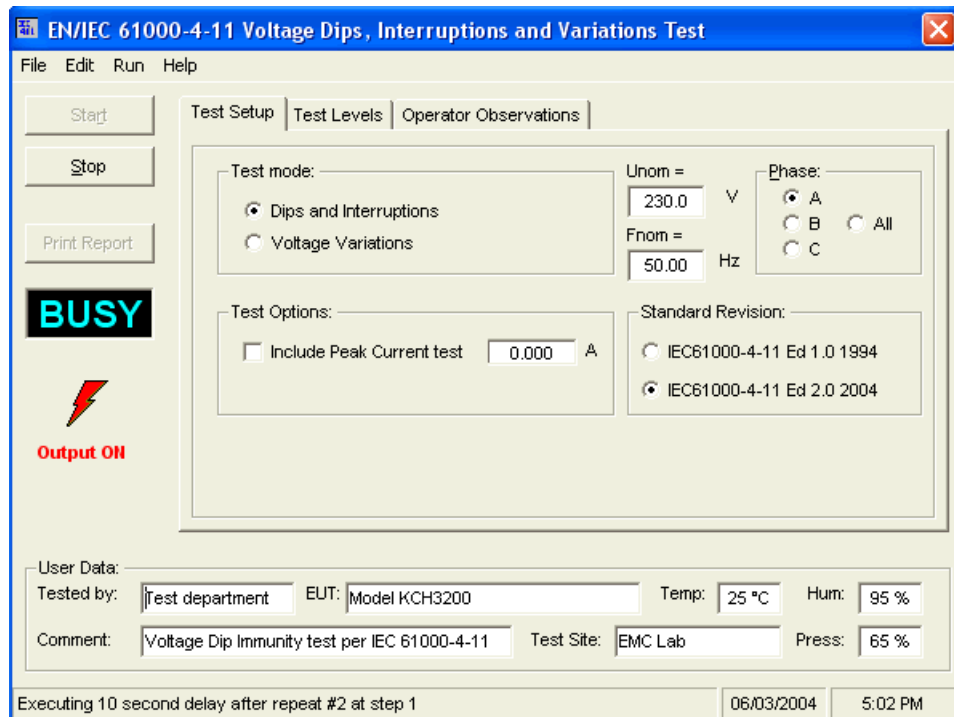 EN/IEC 61000-4-11 Voltage Dips, Interruptions and Variations Test
File Edit Run Help
Start
Stop
Print Report
BUSY
Output ON
Test Setup Test Levels Operator Observations
Test mode:
Dips and Interruptions
Voltage Variations
Unom =
230.0 V
Fnom =
50.00 Hz
Phase:
A
B All
C
Test Options:
Include Peak Current test 0.000 A
Standard Revision:
IEC61000-4-11 Ed 1.0 1994
IEC61000-4-11 Ed 2.0 2004
User Data:
Tested by: Test department EUT: Model KCH3200 Temp: 25 °C Hum: 95 %
Comment: Voltage Dip Immunity test per IEC 61000-4-11 Test Site: EMC Lab Press: 65 %
Executing 10 second delay after repeat #2 at step 1 06/03/2004 5:02 PM